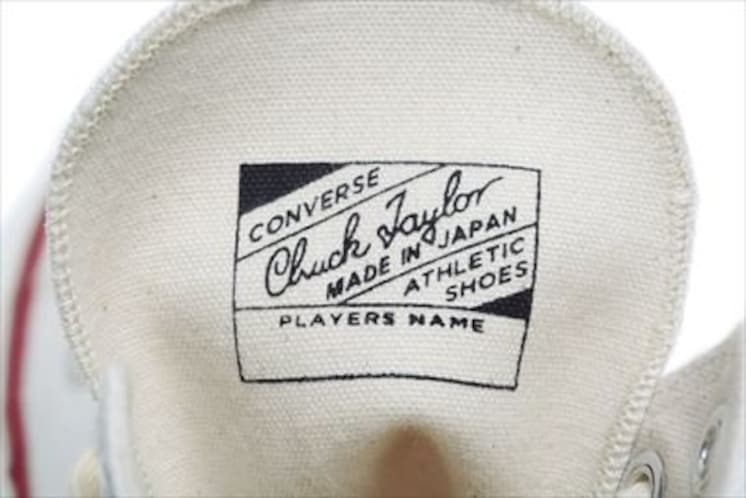 CONVERSE
Chuck Taylor
MADE IN JAPAN
ATHLETIC
SHOES
PLAYERS NAME